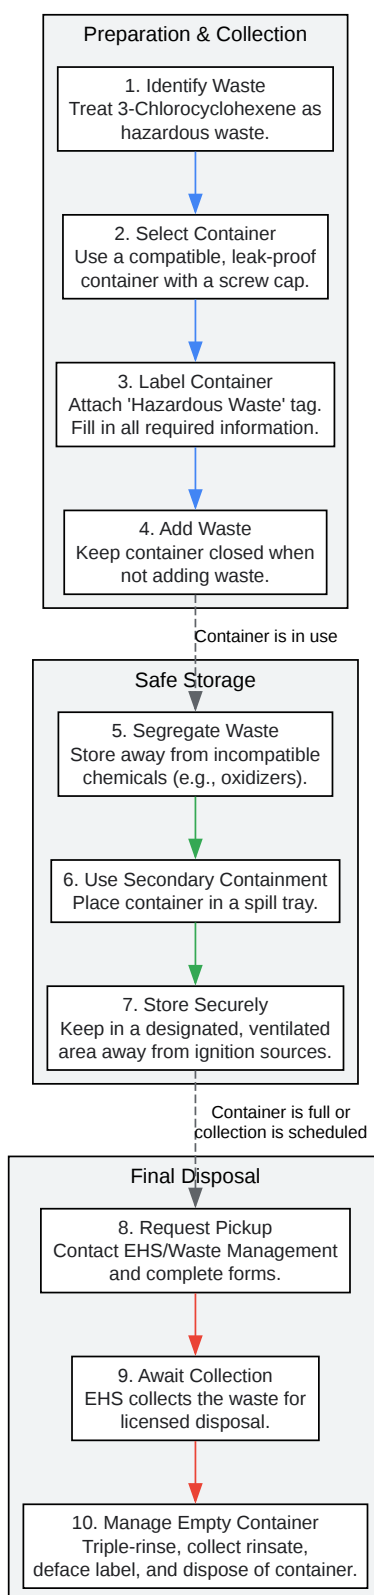 Preparation & Collection
1. Identify Waste
Treat 3-Chlorocyclohexene as
hazardous waste.
2. Select Container
Use a compatible, leak-proof
container with a screw cap.
3. Label Container
Attach 'Hazardous Waste' tag.
Fill in all required information.
4. Add Waste
Keep container closed when
not adding waste.
Container is in use
Safe Storage
5. Segregate Waste
Store away from incompatible
chemicals (e.g., oxidizers).
6. Use Secondary Containment
Place container in a spill tray.
7. Store Securely
Keep in a designated, ventilated
area away from ignition sources.
Container is full or
collection is scheduled
Final Disposal
8. Request Pickup
Contact EHS/Waste Management
and complete forms.
9. Await Collection
EHS collects the waste for
licensed disposal.
10. Manage Empty Container
Triple-rinse, collect rinsate,
deface label, and dispose of container.